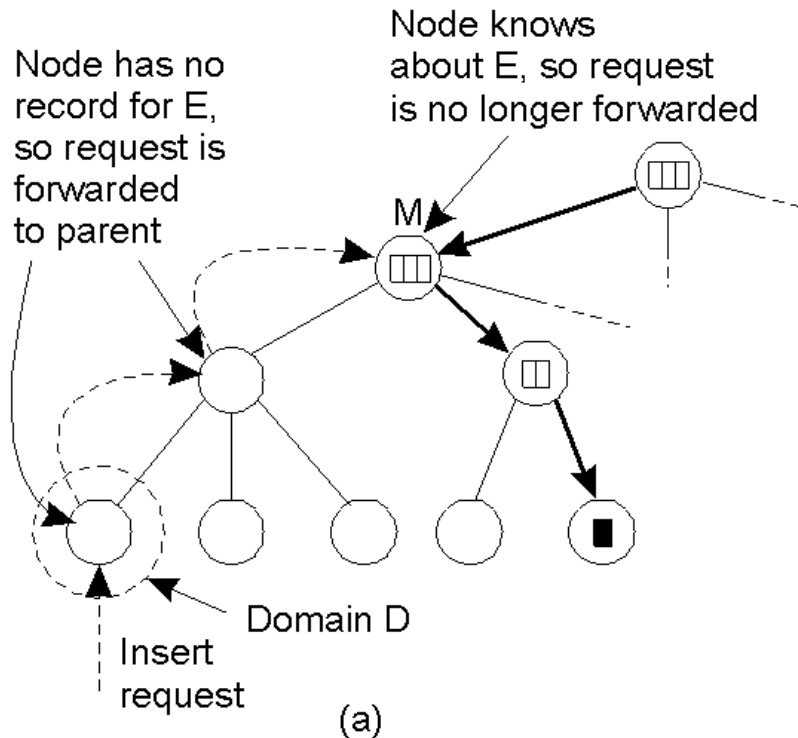 Node has no
record for E,
so request is
forwarded
to parent
Node knows
about E, so request
is no longer forwarded
M
Domain D
Insert
request
(a)